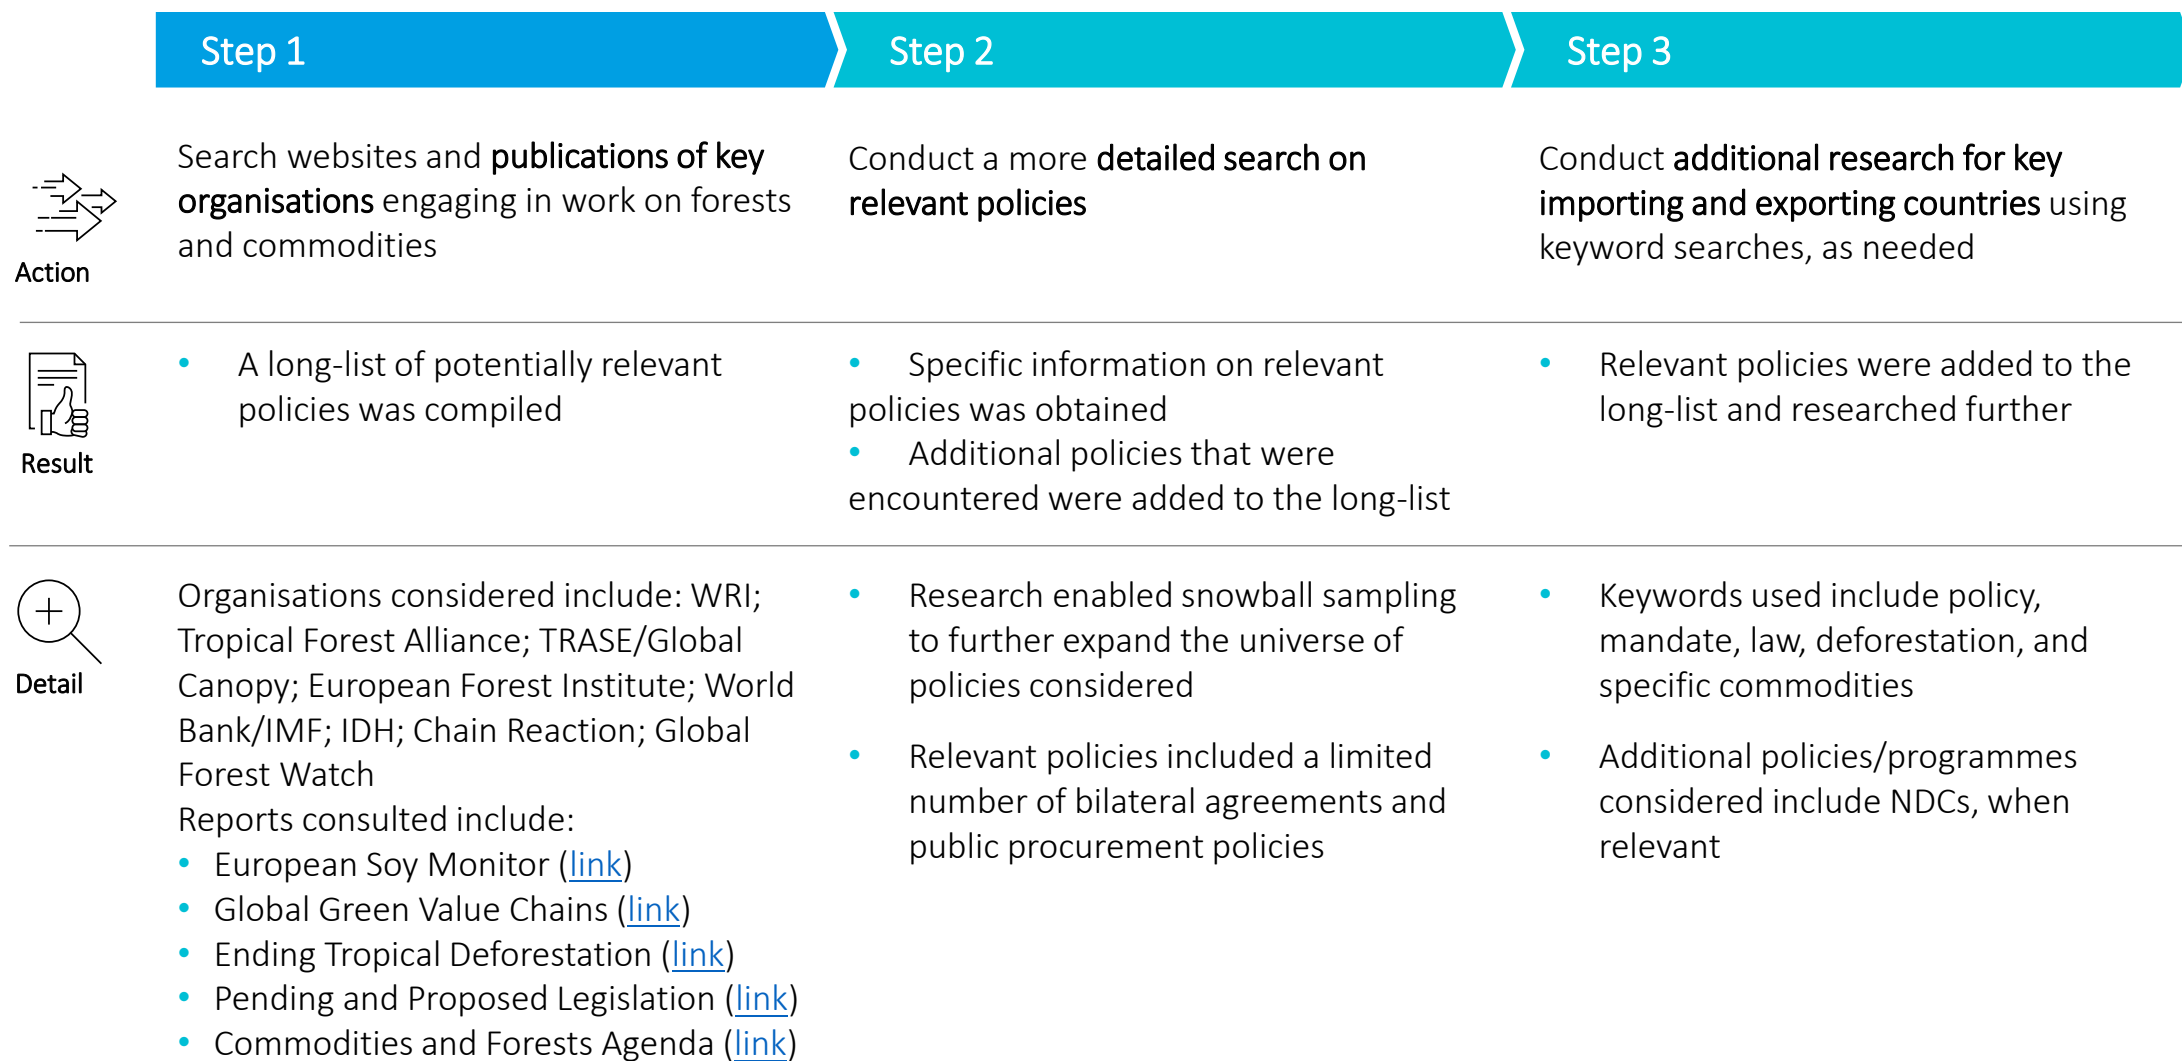 Step 1
Step 2
Step 3
Action
Search websites and publications of key
organisations engaging in work on forests
and commodities
Conduct a more detailed search on
relevant policies
Conduct additional research for key
importing and exporting countries using
keyword searches, as needed
Result
• A long-list of potentially relevant
policies was compiled
• Specific information on relevant
policies was obtained
• Additional policies that were
encountered were added to the long-list
• Relevant policies were added to the
long-list and researched further
Detail
Organisations considered include: WRI;
Tropical Forest Alliance; TRASE/Global
Canopy; European Forest Institute; World
Bank/IMF; IDH; Chain Reaction; Global
Forest Watch
Reports consulted include:
• European Soy Monitor (link)
• Global Green Value Chains (link)
• Ending Tropical Deforestation (link)
• Pending and Proposed Legislation (link)
• Commodities and Forests Agenda (link)
• Research enabled snowball sampling
to further expand the universe of
policies considered
• Relevant policies included a limited
number of bilateral agreements and
public procurement policies
• Keywords used include policy,
mandate, law, deforestation, and
specific commodities
• Additional policies/programmes
considered include NDCs, when
relevant